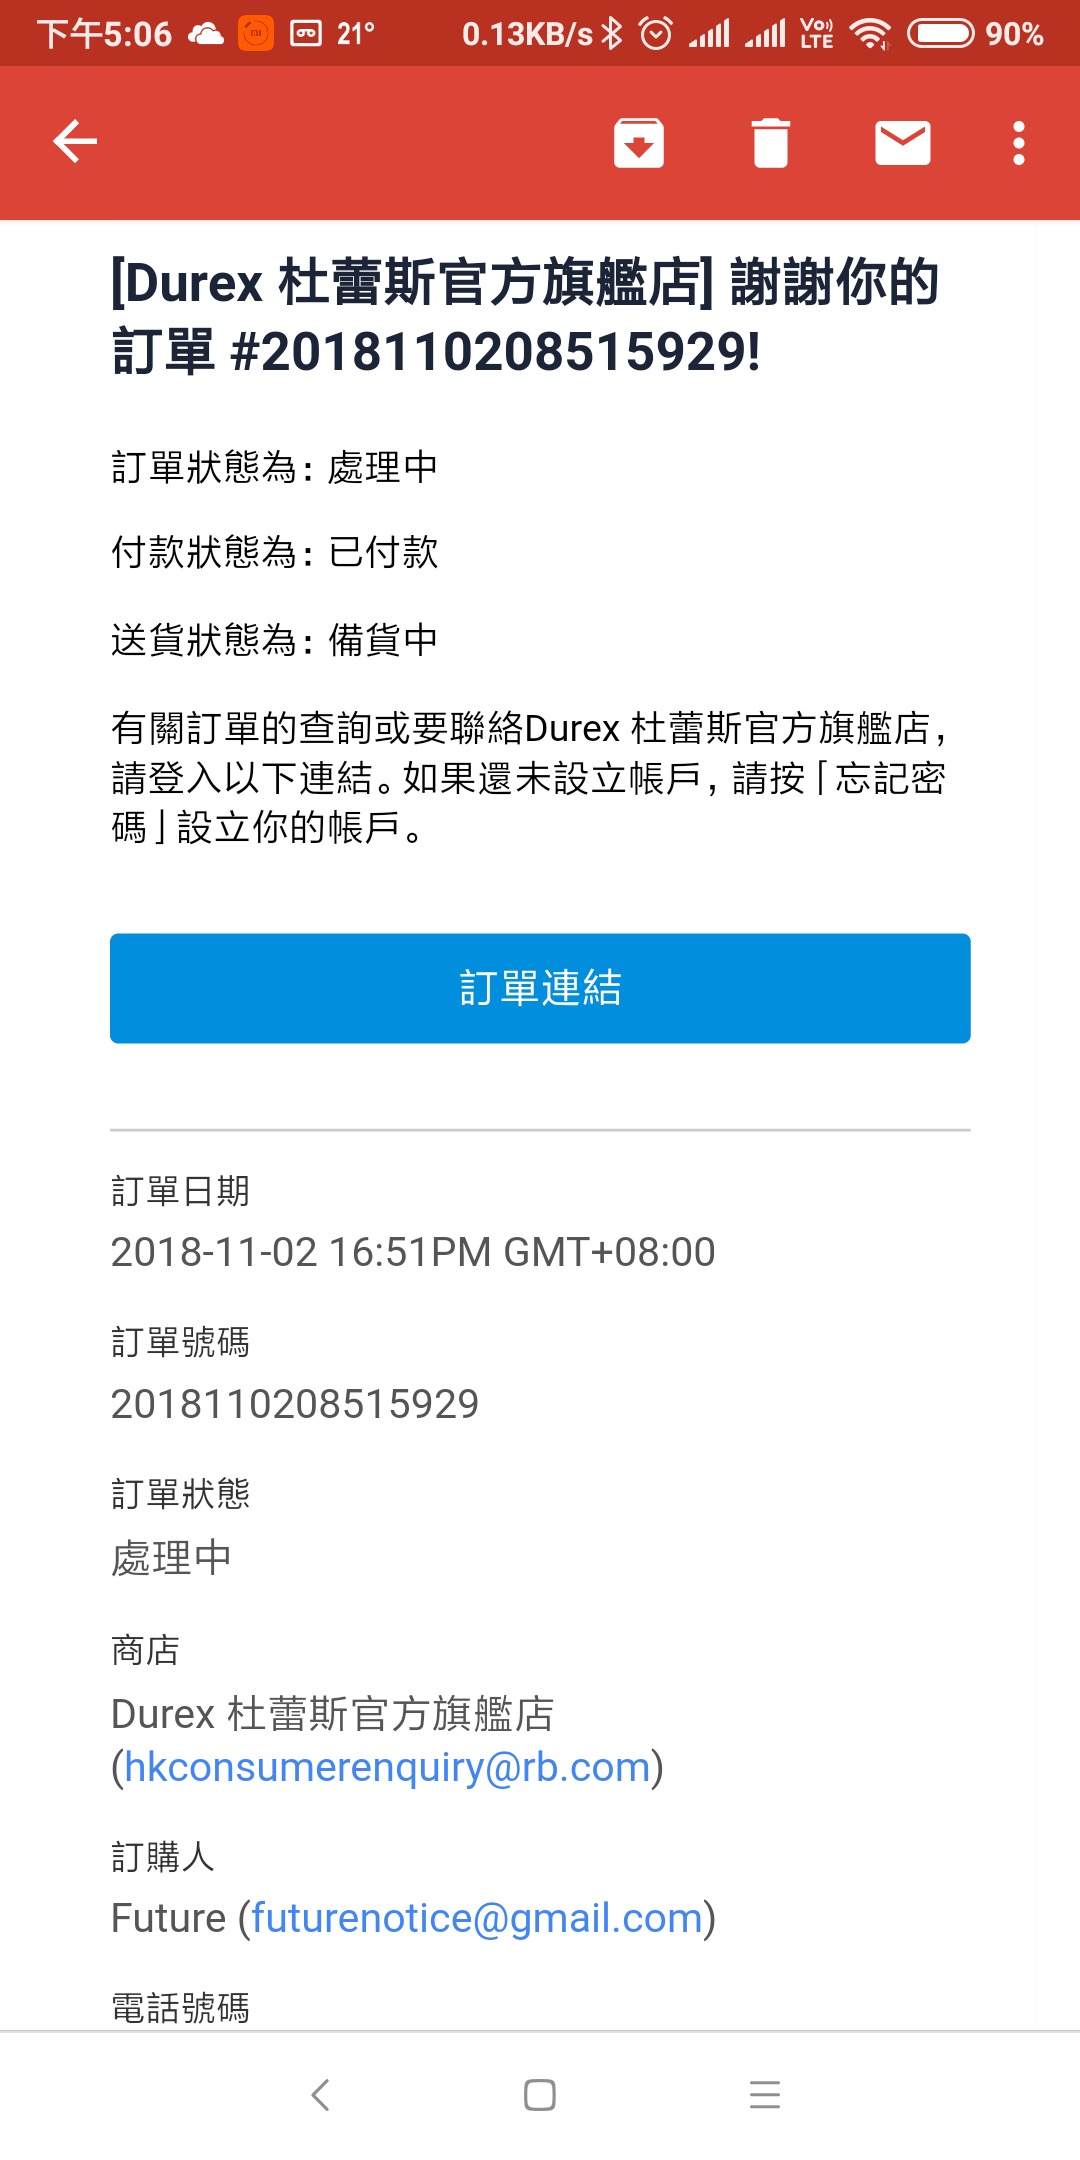 下午5:06 21° 0.13KB/s Vo) LTE 90%
[Durex 杜蕾斯官方旗艦店] 謝謝你的
訂單 #2018110208515929!
訂單狀態為: 處理中
付款狀態為: 已付款
送貨狀態為: 備貨中
有關訂單的查詢或要聯絡Durex 杜蕾斯官方旗艦店,
請登入以下連結。如果還未設立帳戶, 請按「忘記密
碼」設立你的帳戶。
訂單連結
訂單日期
2018-11-02 16:51PM GMT+08:00
訂單號碼
2018110208515929
訂單狀態
處理中
商店
Durex 杜蕾斯官方旗艦店
(hkconsumerenquiry@rb.com)
訂購人
Future (futurenotice@gmail.com)
電話號碼